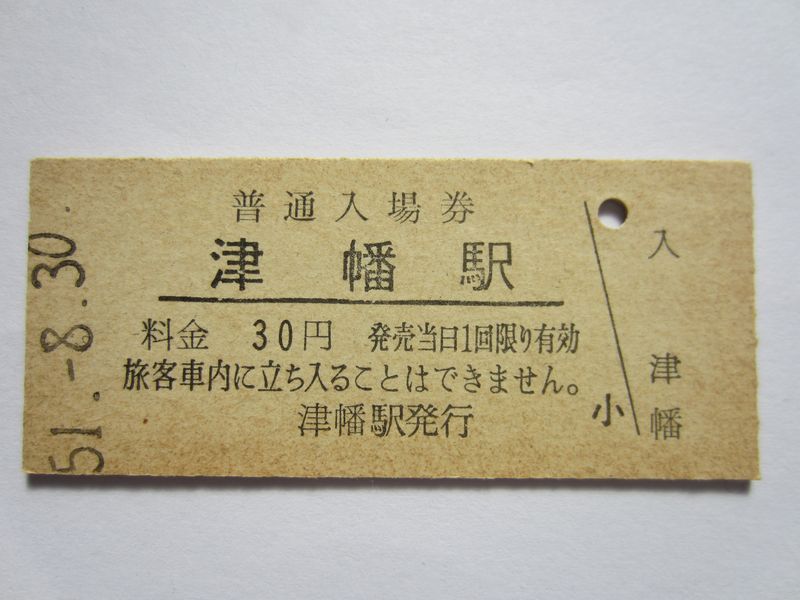 普通入場券
津幡駅
料金 30円 発売当日1回限り有効
旅客車内に立ち入ることはできません。
津幡駅発行
小
入 津幡
51.-8.30